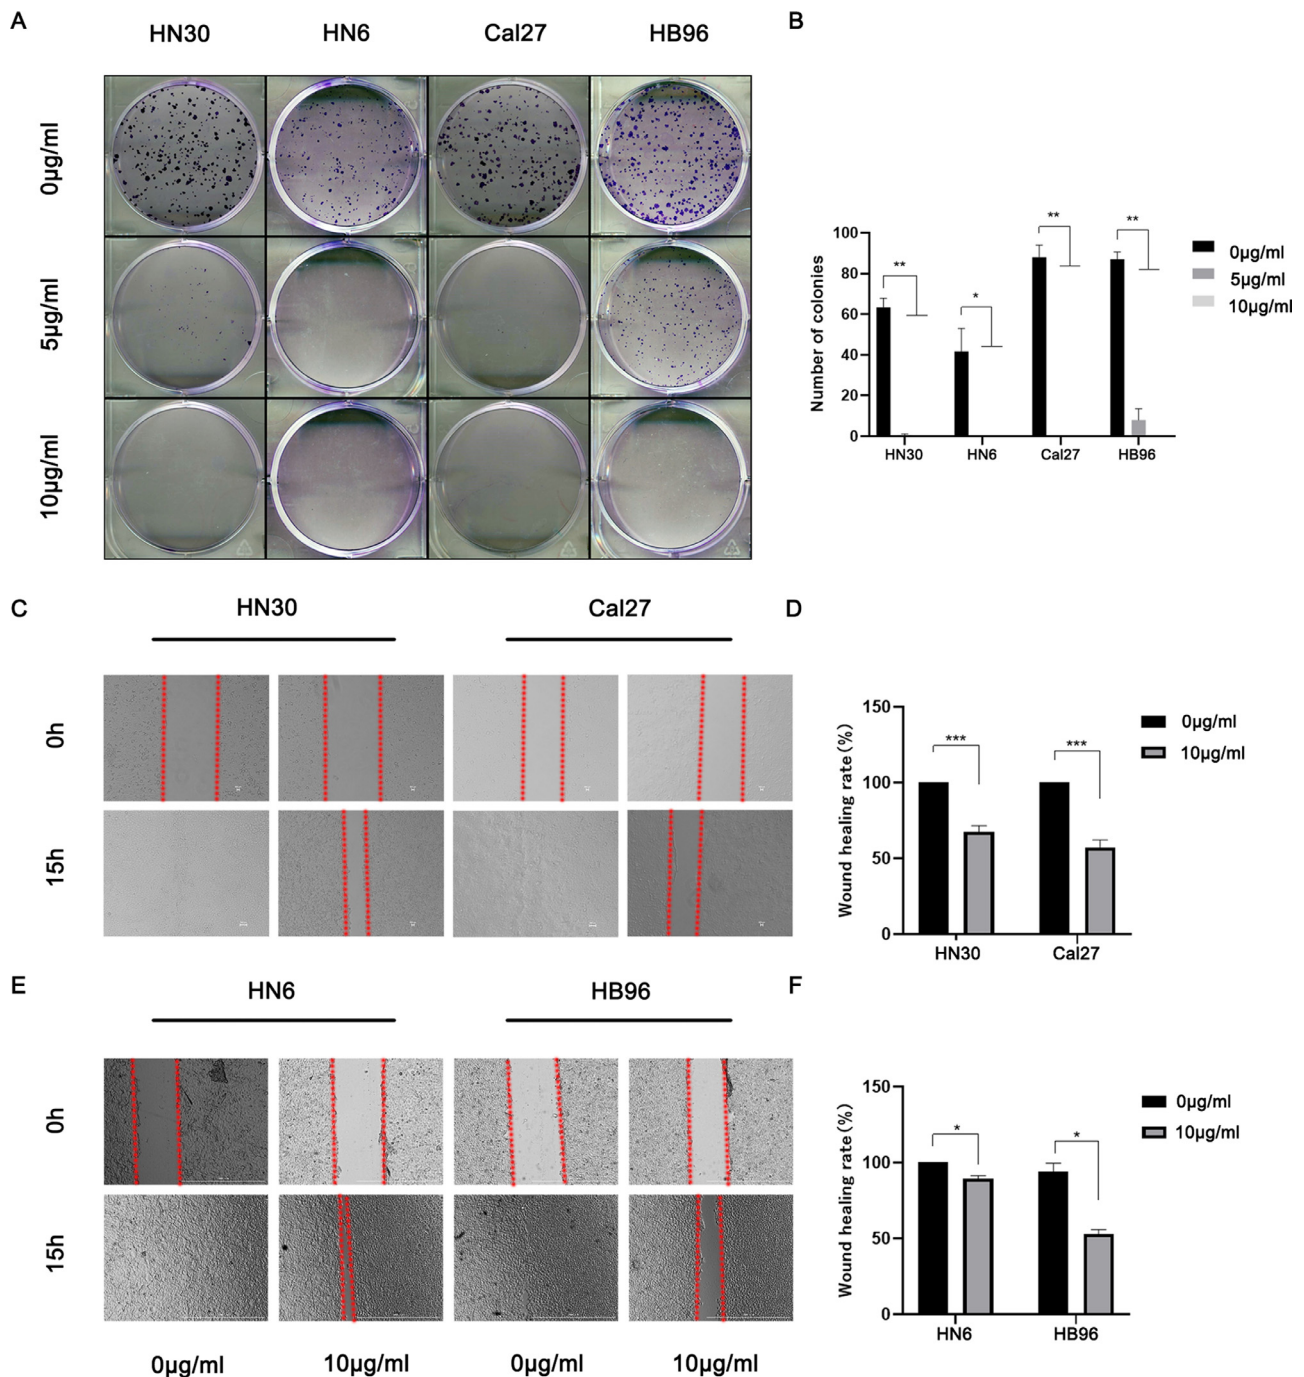 A
HN30 HN6 Cal27 HB96
0μg/ml
5μg/ml
10μg/ml
B
Number of colonies
100
80
60
40
20
0
** * ** **
HN30 HN6 Cal27 HB96
0μg/ml
5μg/ml
10μg/ml
C
HN30 Cal27
0h
15h
D
Wound healing rate(%)
150
100
50
0
*** ***
HN30 Cal27
0μg/ml
10μg/ml
E
HN6 HB96
0h
15h
0μg/ml 10μg/ml 0μg/ml 10μg/ml
F
Wound healing rate(%)
150
100
50
0
* *
HN6 HB96
0μg/ml
10μg/ml